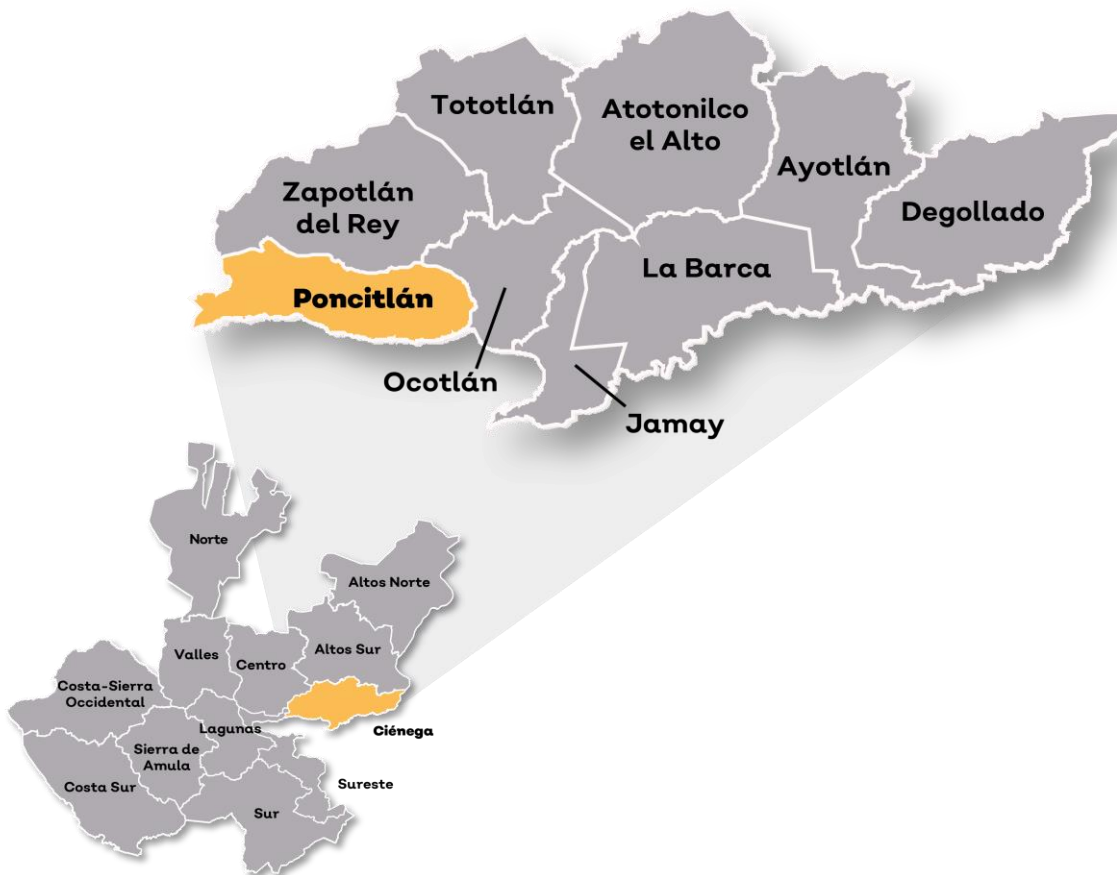 Tototlán
Atotonilco
el Alto
Ayotlán
Zapotlán
del Rey
Degollado
La Barca
Poncitlán
Ocotlán
Jamay
Norte
Altos Norte
Valles
Centro
Altos Sur
Costa-Sierra
Occidental
Lagunas
Ciénega
Sierra de
Amula
Costa Sur
Sureste
Sur